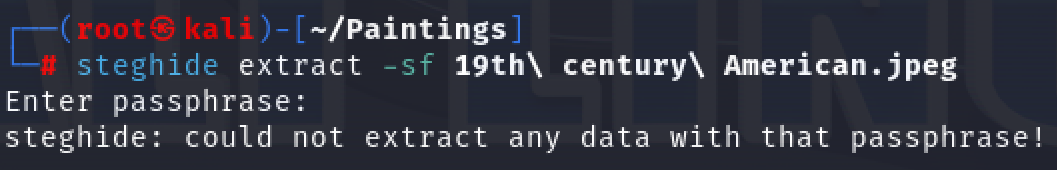 ┌──(root㉿kali)-[~/Paintings]
└─# steghide extract -sf 19th\ century\ American.jpeg
Enter passphrase:
steghide: could not extract any data with that passphrase!